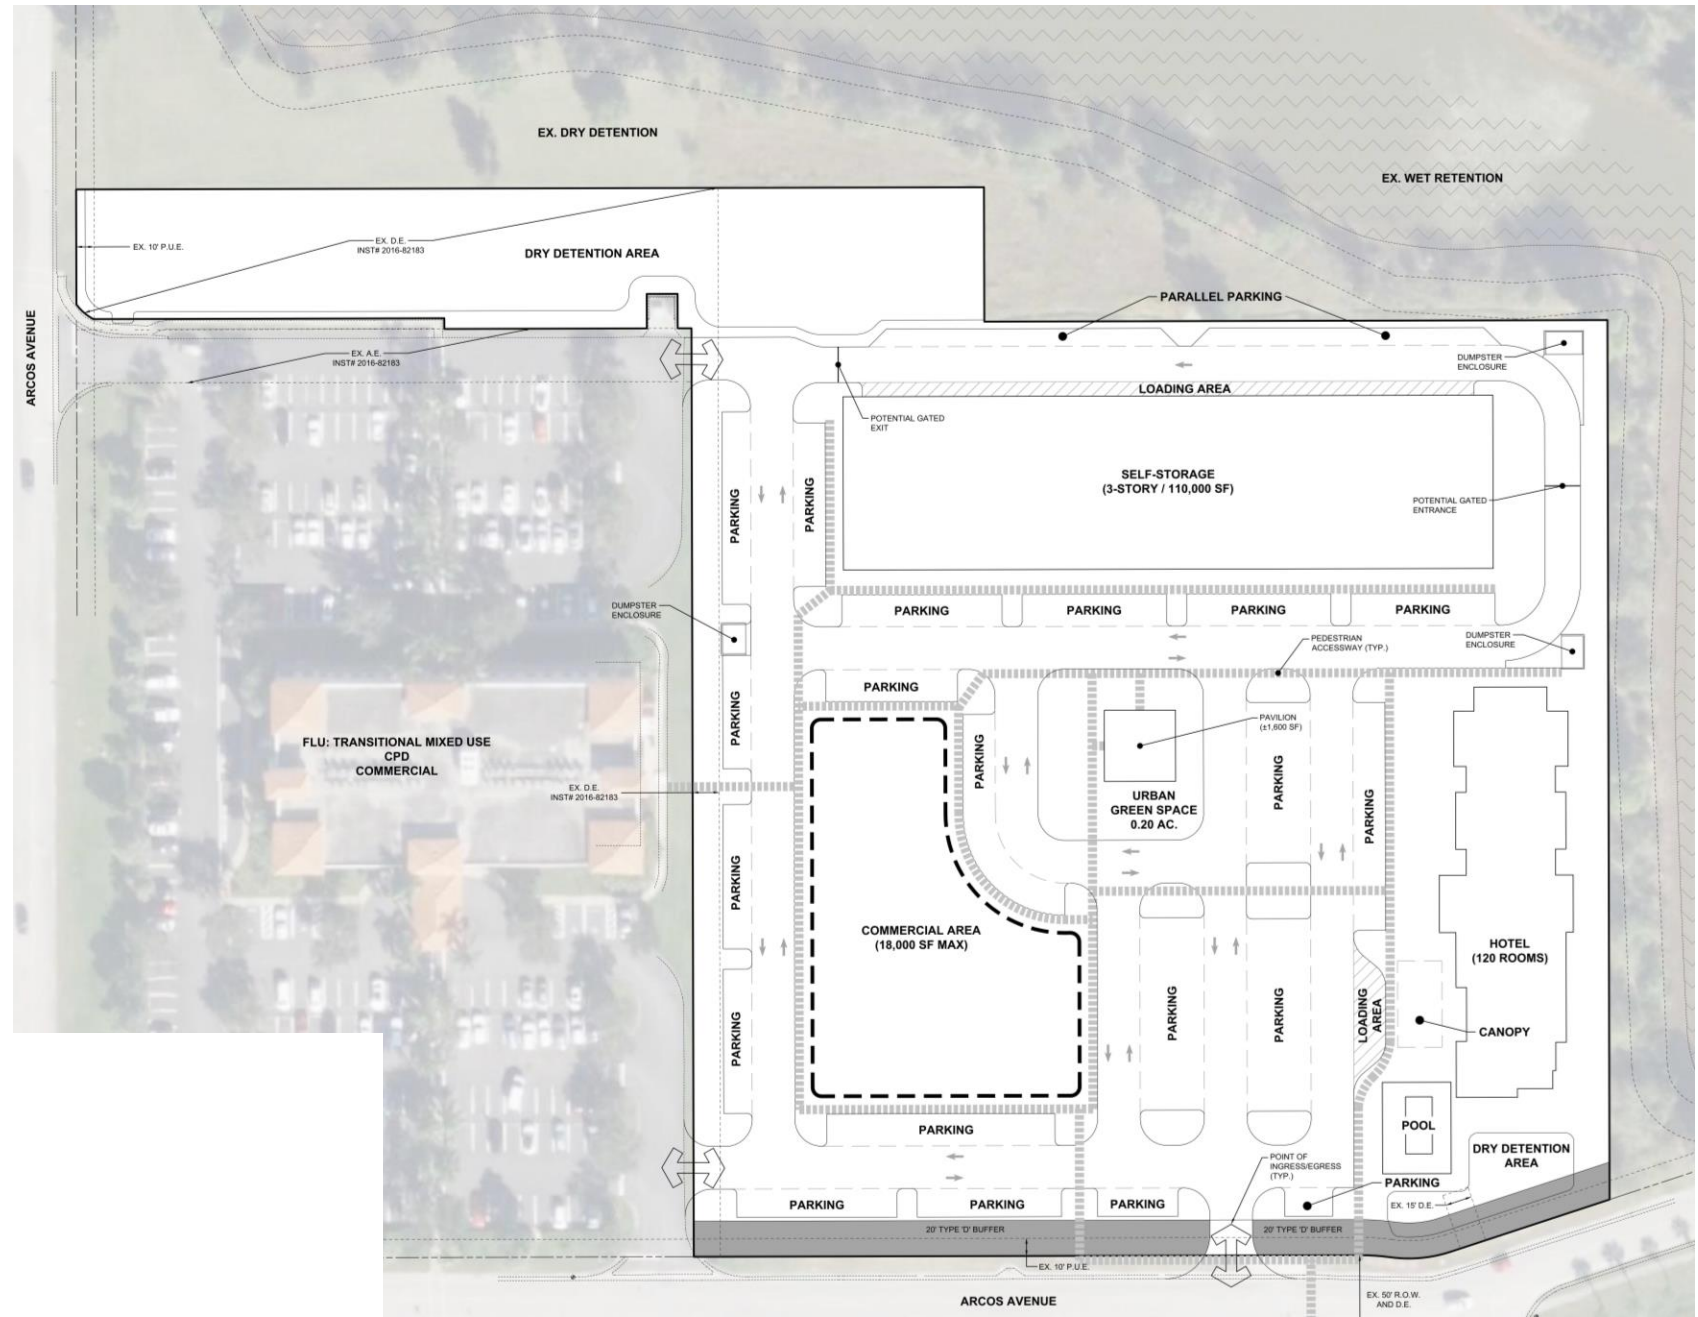 EX. DRY DETENTION
EX. WET RETENTION
EX. 10' P.U.E.
EX. D.E.
INST# 2016-82183
DRY DETENTION AREA
PARALLEL PARKING
ARCOS AVENUE
EX. A.E.
INST# 2016-82183
DUMPSTER
ENCLOSURE
LOADING AREA
POTENTIAL GATED
EXIT
SELF-STORAGE
(3-STORY / 110,000 SF)
POTENTIAL GATED
ENTRANCE
PARKING
PARKING
DUMPSTER
ENCLOSURE
PARKING
PARKING
PARKING
PARKING
PEDESTRIAN
ACCESSWAY (TYP.)
DUMPSTER
ENCLOSURE
PARKING
PARKING
PAVILION
(±1,600 SF)
FLU: TRANSITIONAL MIXED USE
CPD
COMMERCIAL
PARKING
PARKING
EX. D.E.
INST# 2016-82183
URBAN
GREEN SPACE
0.20 AC.
PARKING
PARKING
COMMERCIAL AREA
(18,000 SF MAX)
HOTEL
(120 ROOMS)
PARKING
PARKING
PARKING
PARKING
LOADING
AREA
CANOPY
PARKING
POOL
DRY DETENTION
AREA
POINT OF
INGRESS/EGRESS
(TYP.)
PARKING
PARKING
PARKING
PARKING
EX. 15' D.E.
20' TYPE 'D' BUFFER
20' TYPE 'D' BUFFER
EX. 10' P.U.E.
ARCOS AVENUE
EX. 50' R.O.W.
AND D.E.